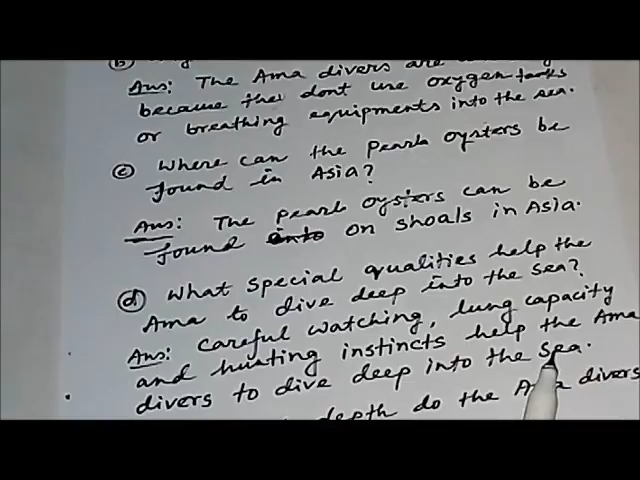 (b)
Ans: The Ama divers are
because the dont use oxygen tanks
or breathing equipments into the sea.
(c) Where can the pearl oysters be
found in Asia?
Ans: The pearl oysters can be
found into on shoals in Asia.
(d) What special qualities help the
Ama to dive deep into the sea?
Ans: Careful watching, lung capacity
and hunting instincts help the Ama
divers to dive deep into the sea.
depth do the Ama divers